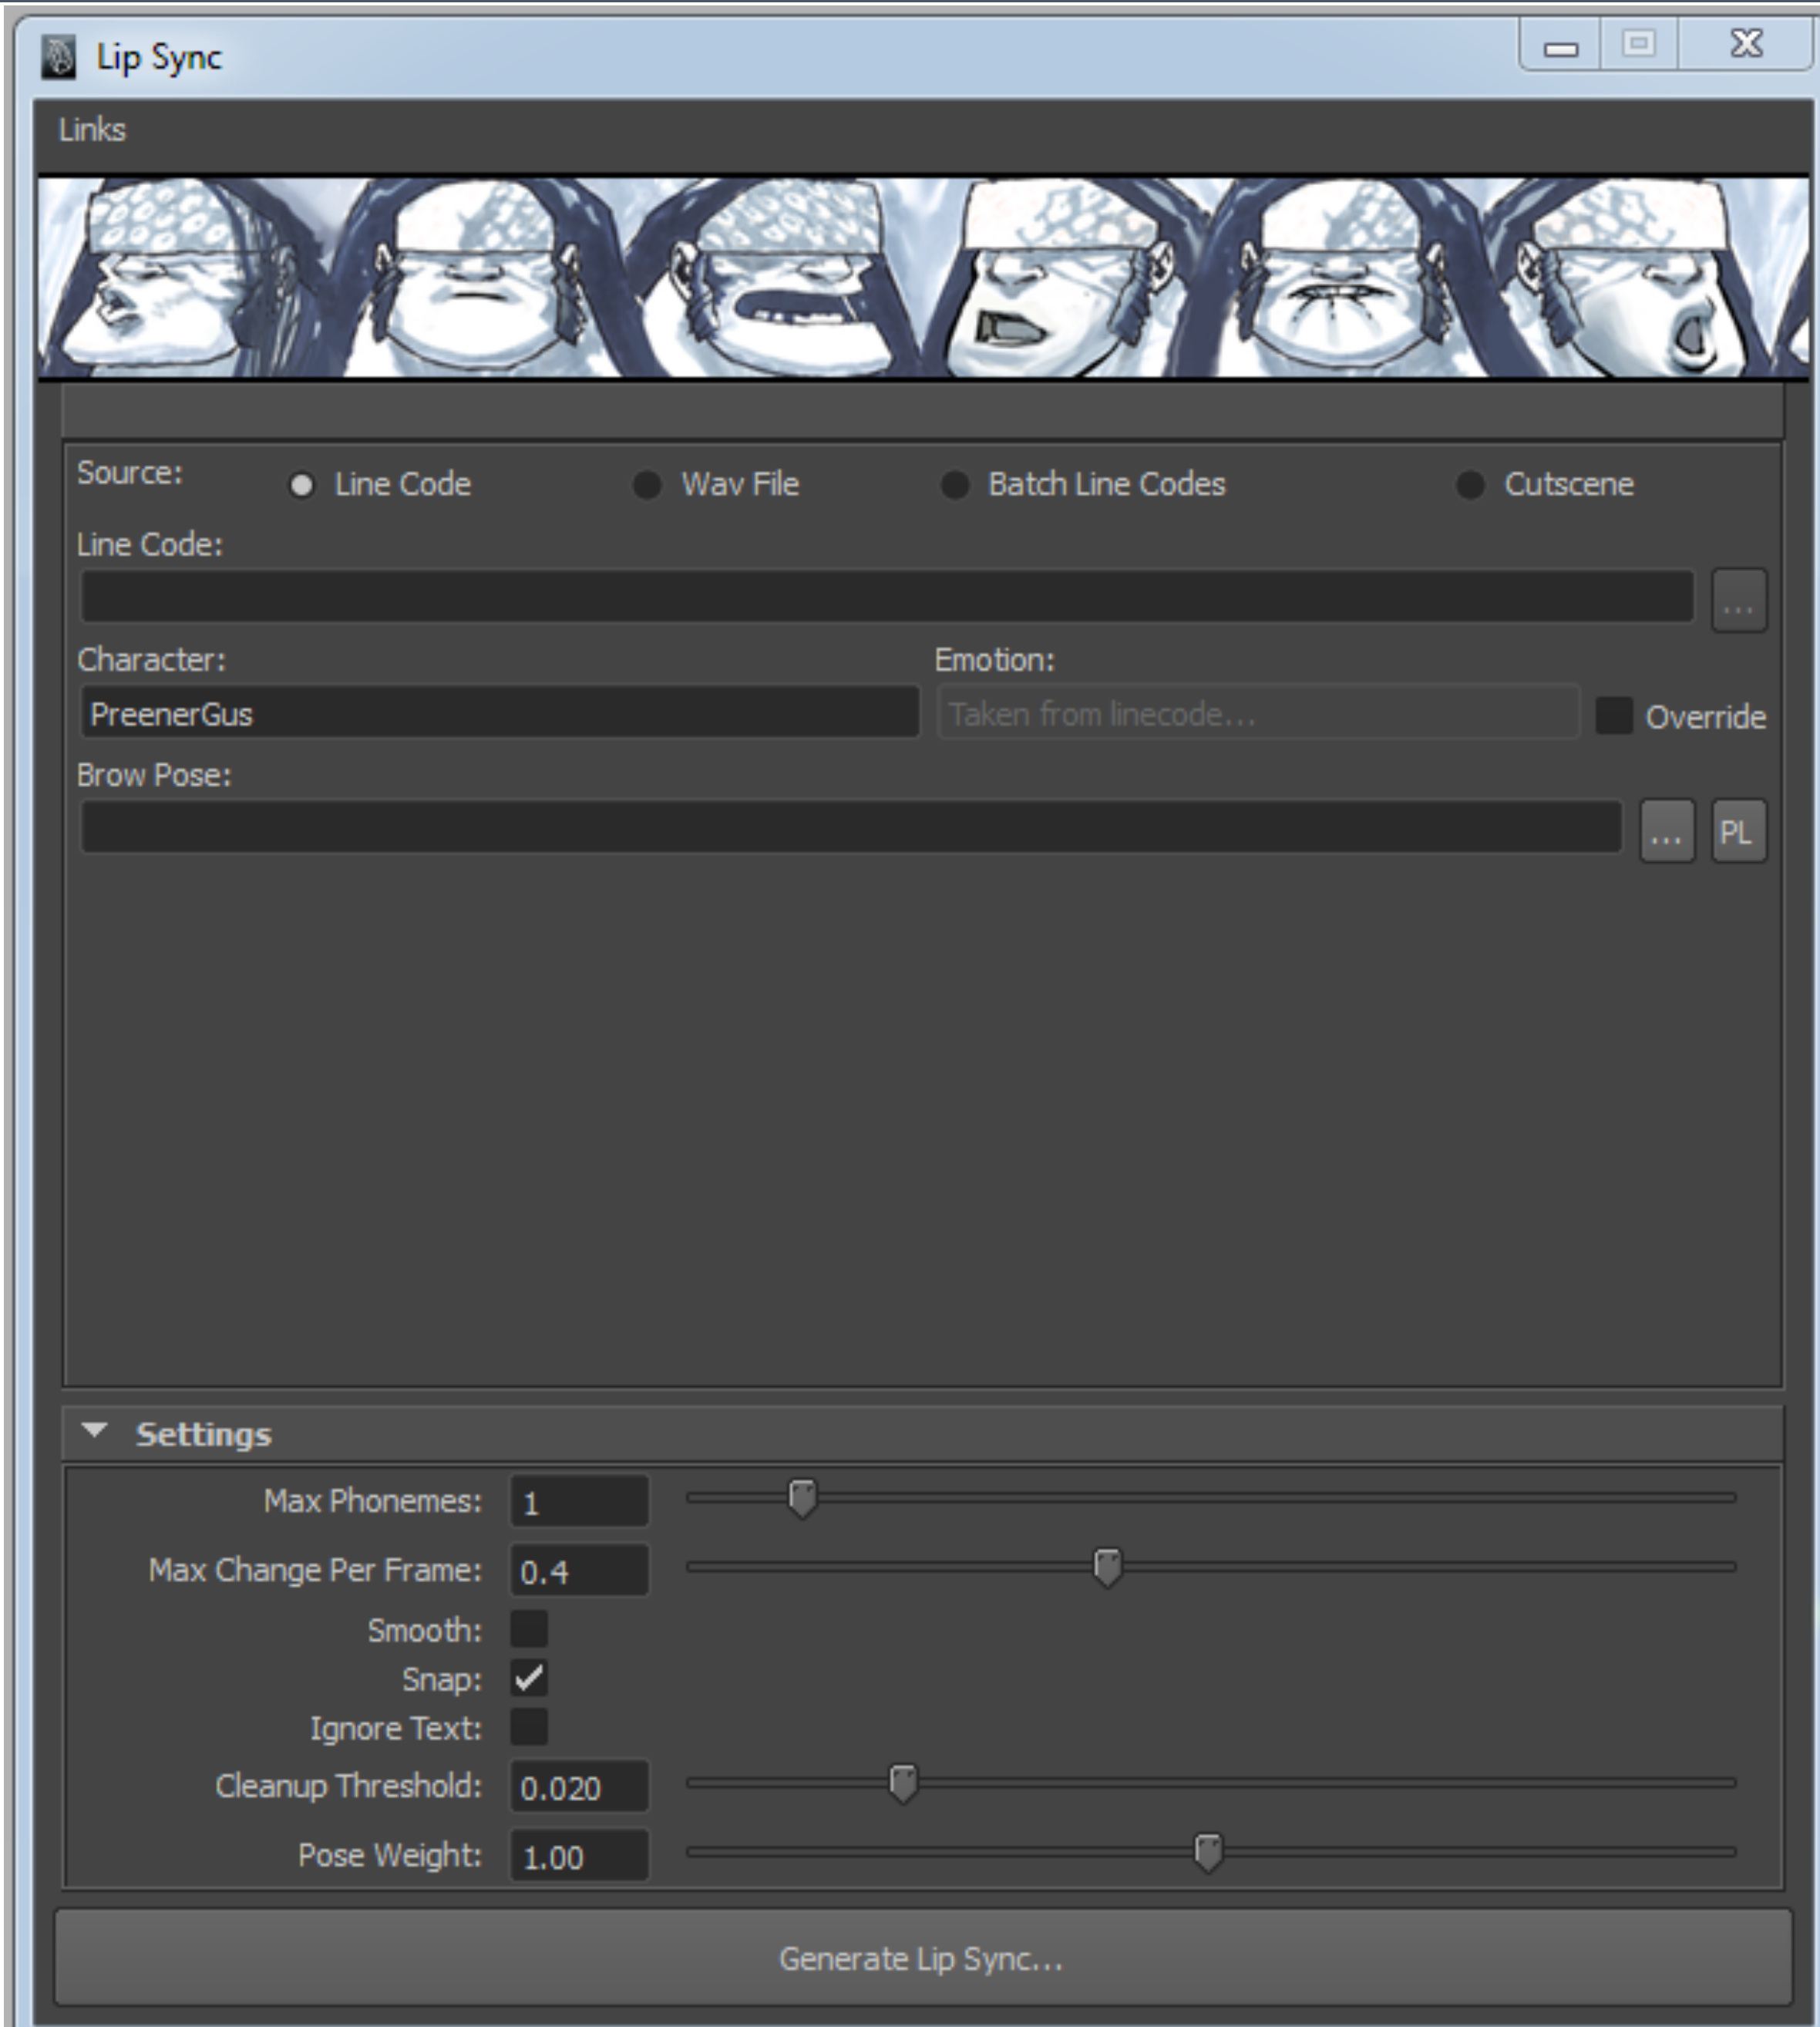 Lip Sync
Links
Source: Line Code Wav File Batch Line Codes Cutscene
Line Code:
...
Character: Emotion:
PreenerGus Taken from linecode... Override
Brow Pose:
... PL
Settings
Max Phonemes: 1
Max Change Per Frame: 0.4
Smooth:
Snap:
Ignore Text:
Cleanup Threshold: 0.020
Pose Weight: 1.00
Generate Lip Sync...